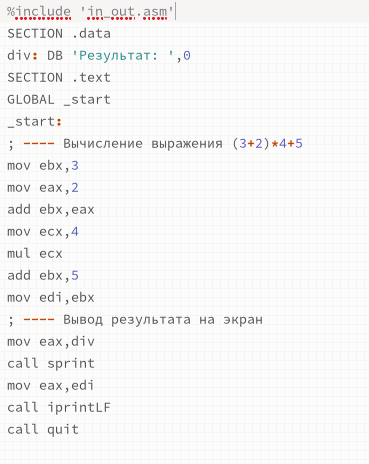 %include 'in_out.asm'
SECTION .data
div: DB 'Результат: ',0
SECTION .text
GLOBAL _start
_start:
; ---- Вычисление выражения (3+2)*4+5
mov ebx,3
mov eax,2
add ebx,eax
mov ecx,4
mul ecx
add ebx,5
mov edi,ebx
; ---- Вывод результата на экран
mov eax,div
call sprint
mov eax,edi
call iprintLF
call quit